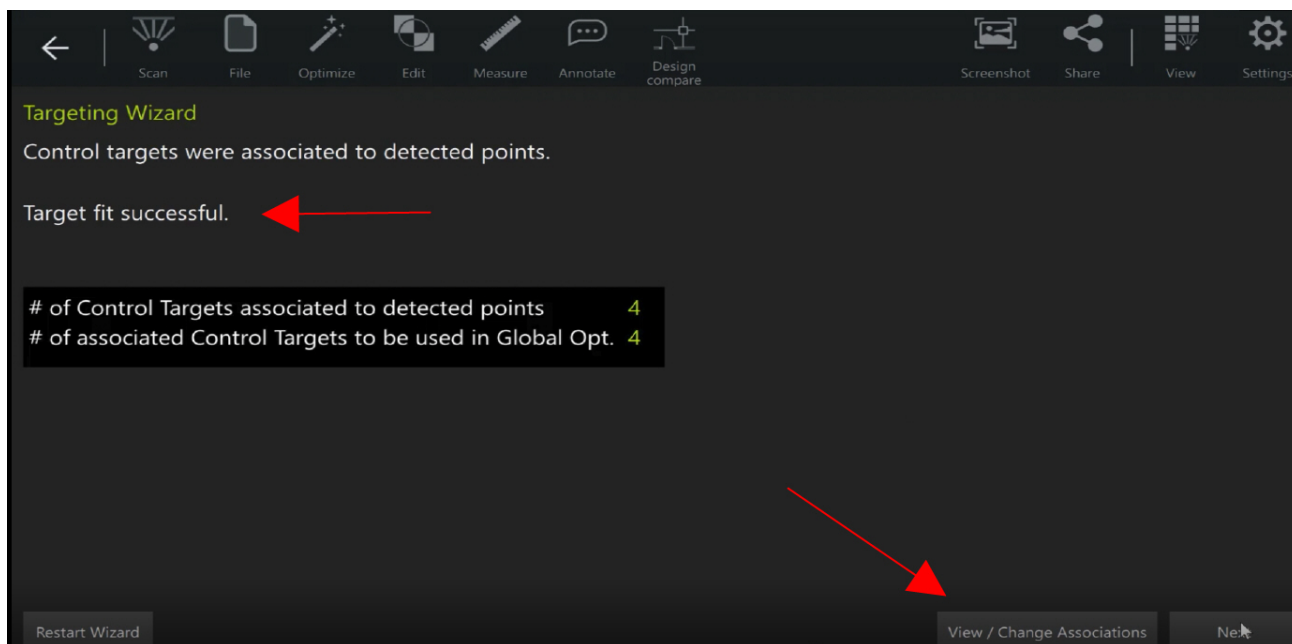 Scan File Optimize Edit Measure Annotate Design compare Screenshot Share View Settings
Targeting Wizard
Control targets were associated to detected points.
Target fit successful.
# of Control Targets associated to detected points 4
# of associated Control Targets to be used in Global Opt. 4
Restart Wizard View / Change Associations Next